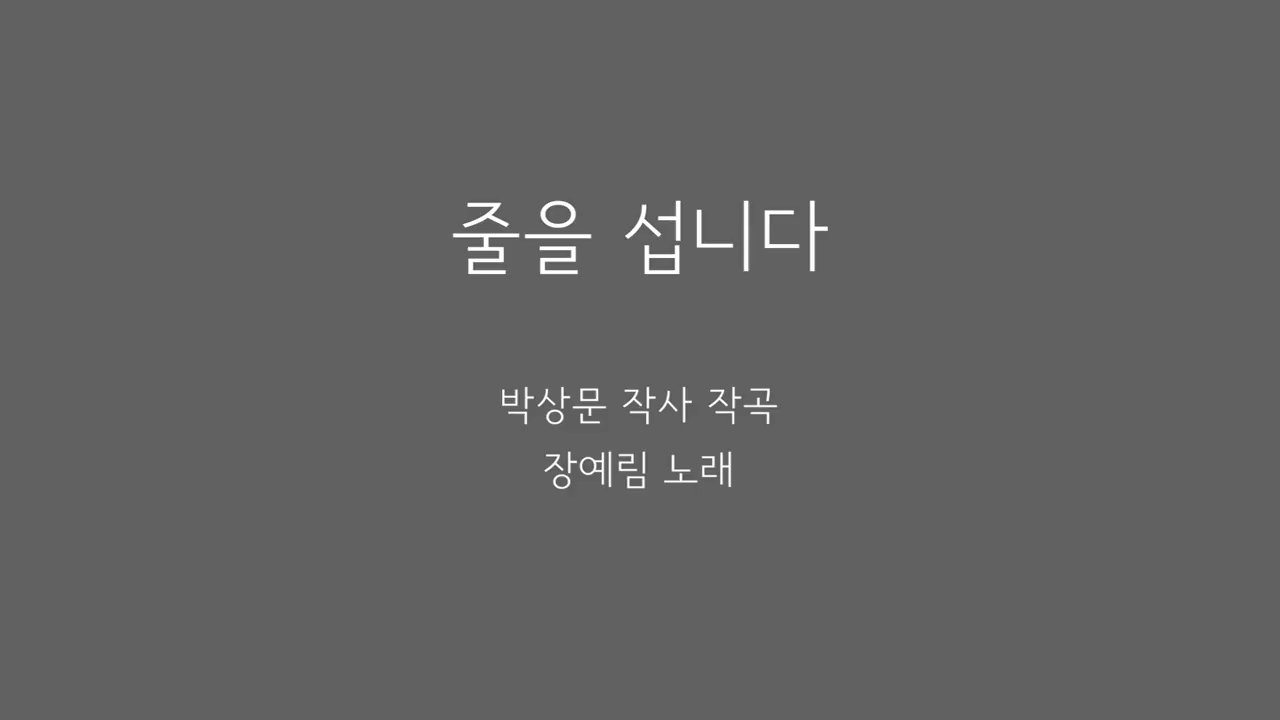 줄을 섭니다
박상문 작사 작곡
장예림 노래